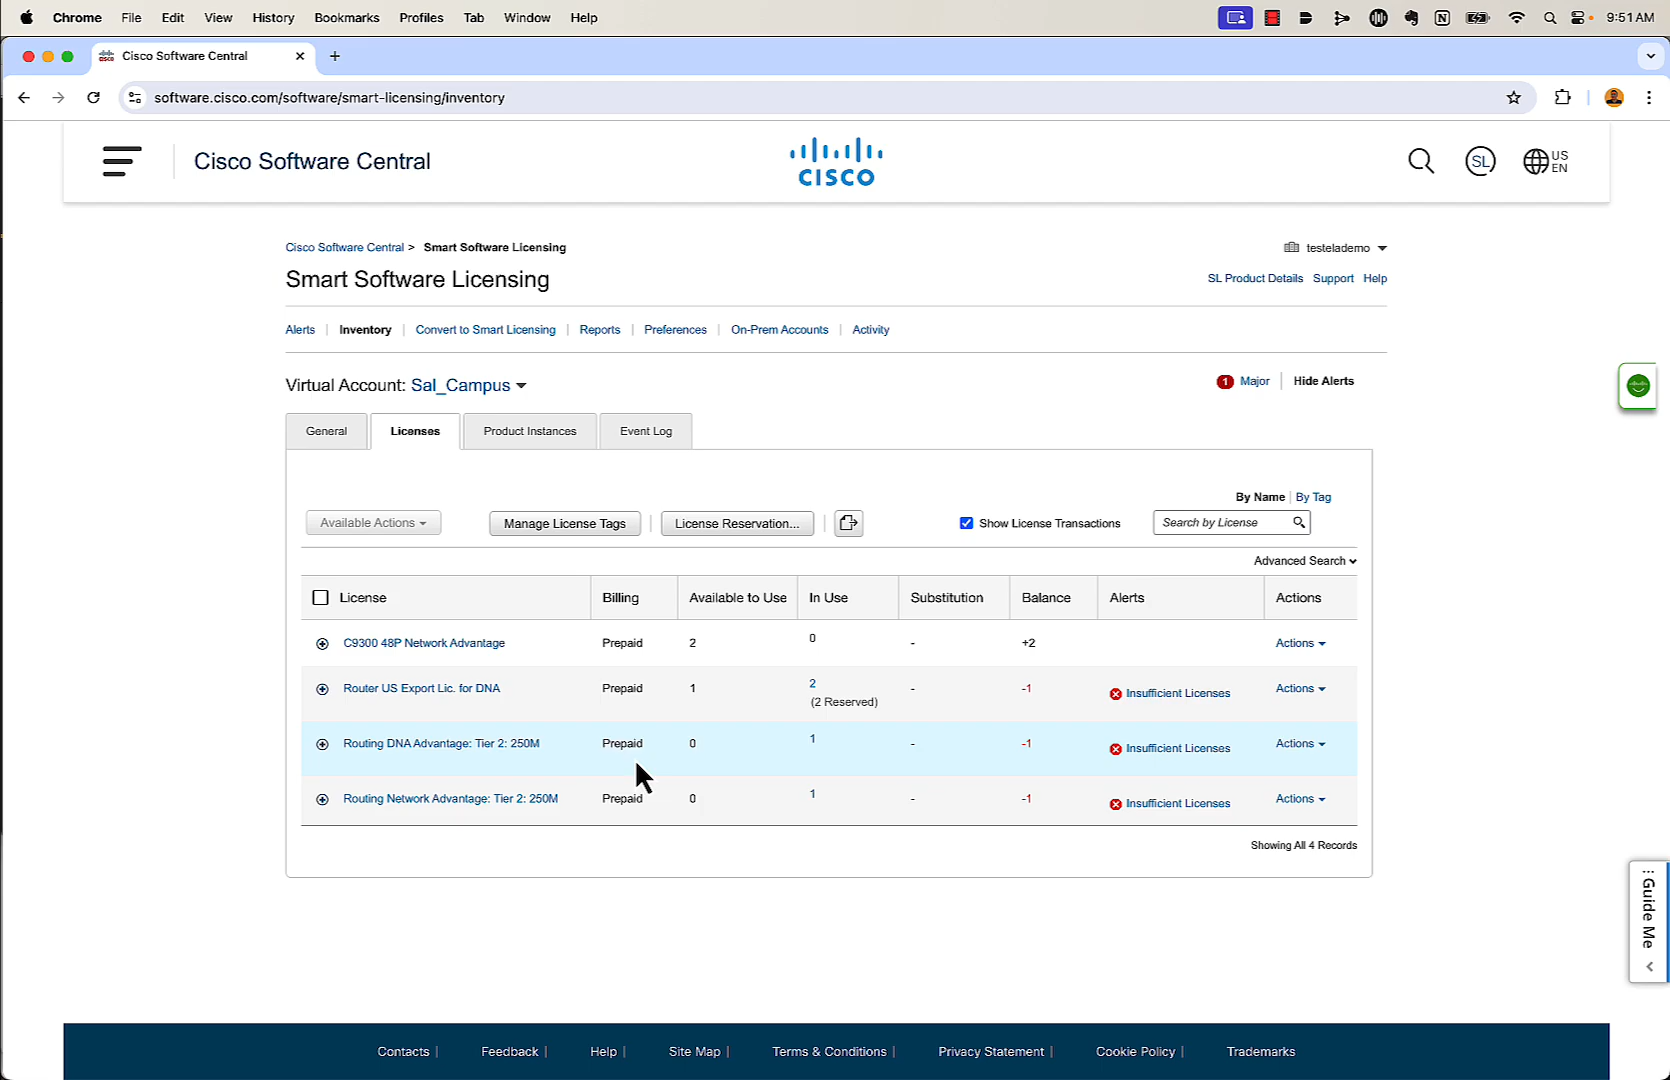 Chrome File Edit View History Bookmarks Profiles Tab Window Help 9:51 AM
Cisco Software Central
software.cisco.com/software/smart-licensing/inventory
Cisco Software Central
CISCO
SL
US
EN
Cisco Software Central > Smart Software Licensing
testelademo
Smart Software Licensing
SL Product Details Support Help
Alerts | Inventory | Convert to Smart Licensing | Reports | Preferences | On-Prem Accounts | Activity
Virtual Account: Sal_Campus
1 Major | Hide Alerts
General Licenses Product Instances Event Log
By Name | By Tag
Available Actions Manage License Tags | License Reservation... | Show License Transactions Search by License
Advanced Search
License Billing Available to Use In Use Substitution Balance Alerts Actions
C9300 48P Network Advantage Prepaid 2 0 - +2 Actions
Router US Export Lic. for DNA Prepaid 1 2 - -1 Insufficient Licenses Actions
(2 Reserved)
Routing DNA Advantage: Tier 2: 250M Prepaid 0 1 - -1 Insufficient Licenses Actions
Routing Network Advantage: Tier 2: 250M Prepaid 0 1 - -1 Insufficient Licenses Actions
Showing All 4 Records
Guide Me
Contacts | Feedback | Help | Site Map | Terms & Conditions | Privacy Statement | Cookie Policy | Trademarks